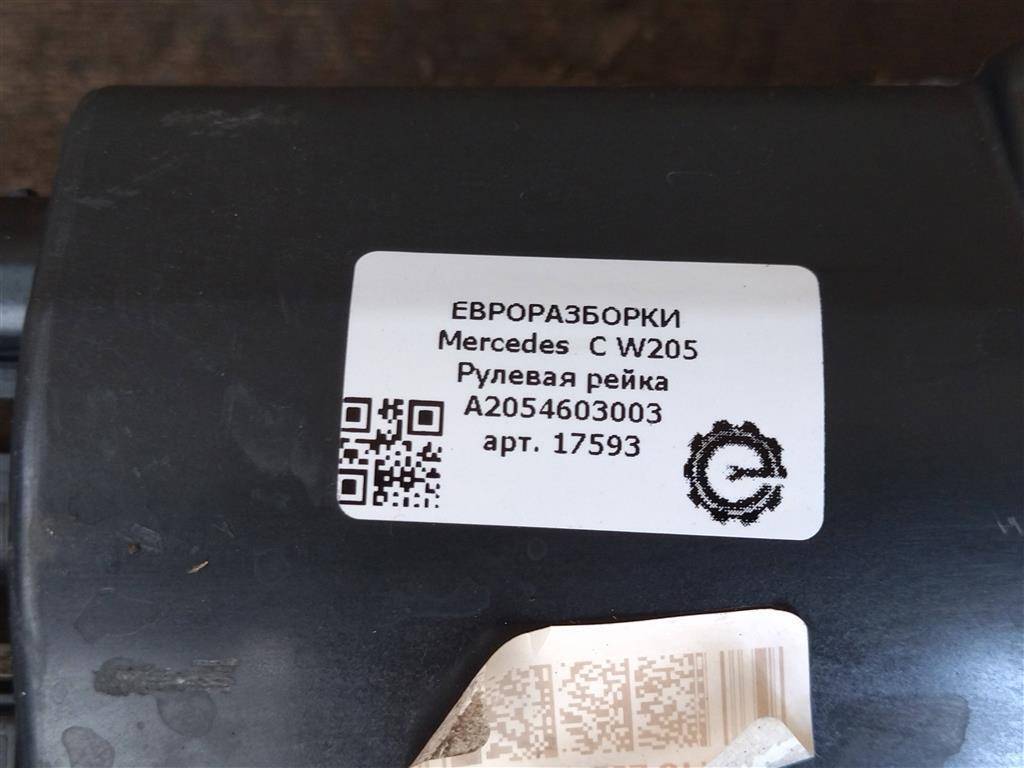 ЕВРОРАЗБОРКИ
Mercedes C W205
Рулевая рейка
A2054603003
арт. 17593